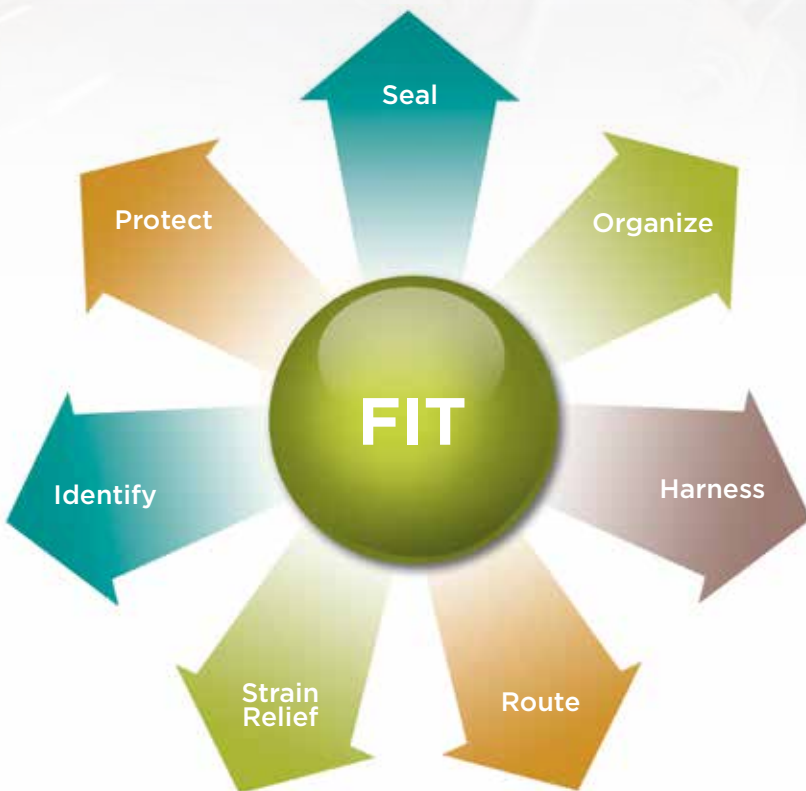 Seal
Organize
Protect
FIT
Harness
Identify
Strain
Relief
Route